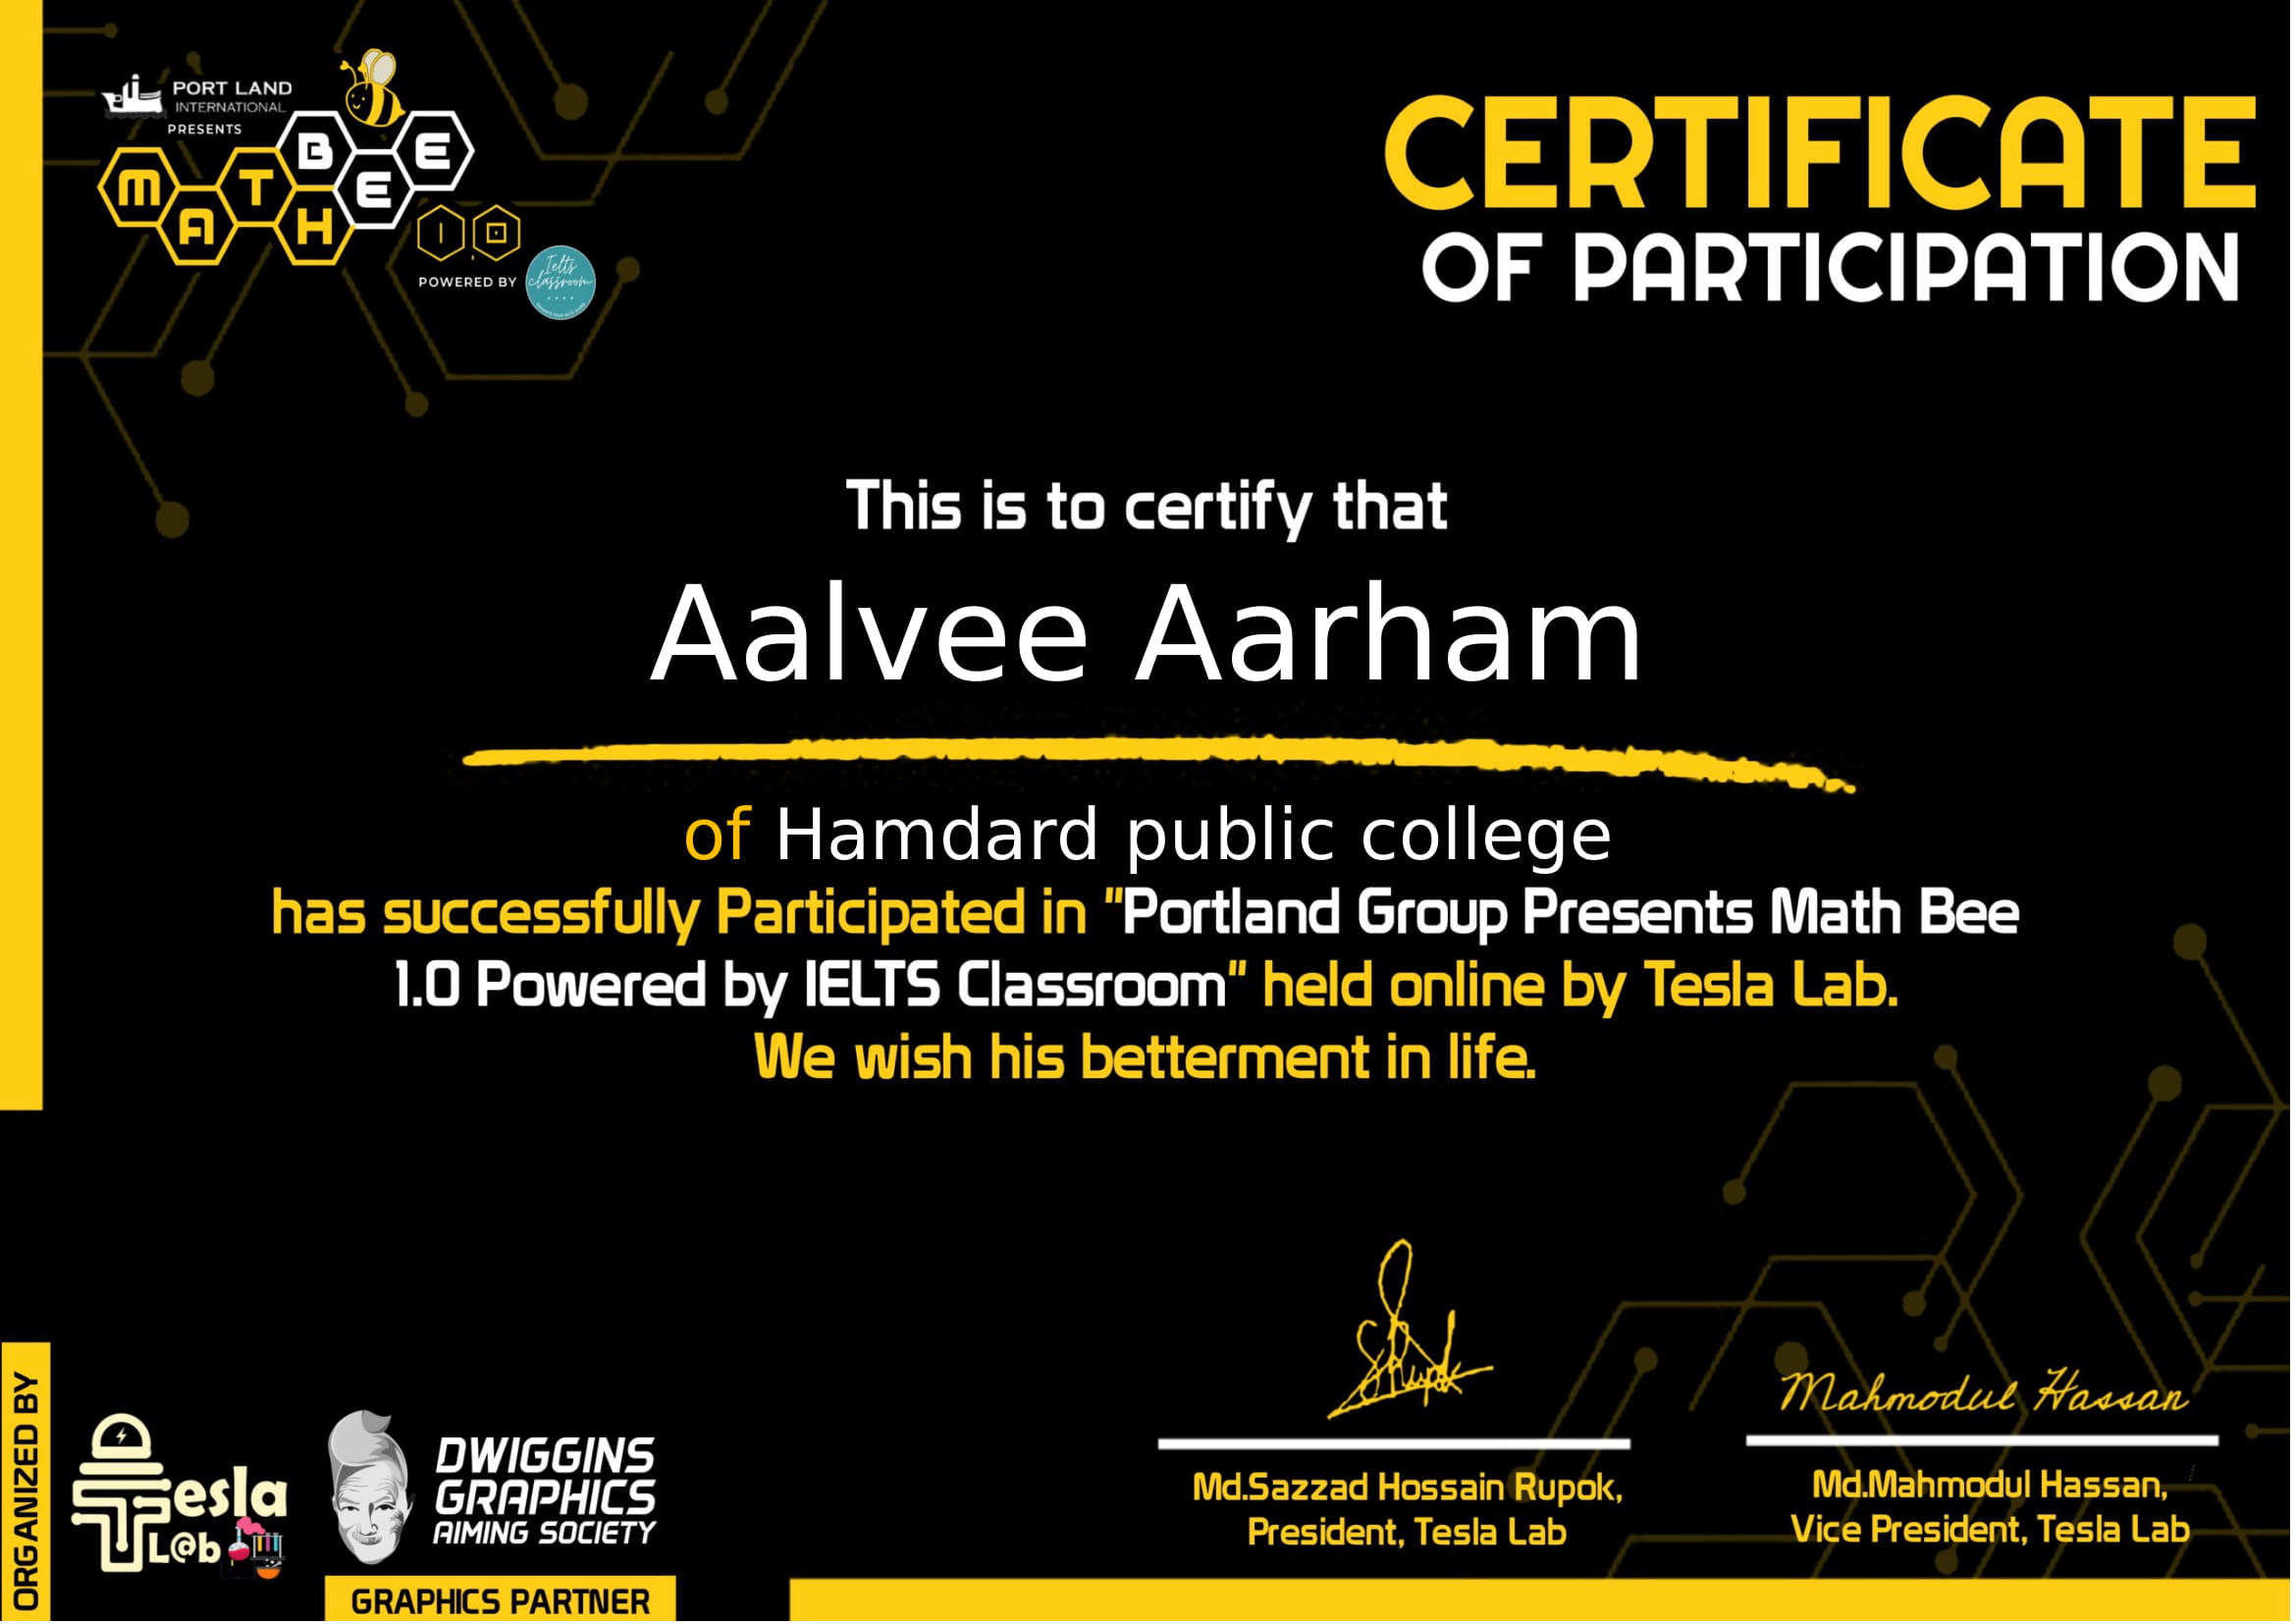 PORT LAND
INTERNATIONAL
PRESENTS
MATH BEE
1.0
POWERED BY
Ielts
classroom
CERTIFICATE
OF PARTICIPATION
This is to certify that
Aalvee Aarham
of Hamdard public college
has successfully Participated in "Portland Group Presents Math Bee
1.0 Powered by IELTS Classroom" held online by Tesla Lab.
We wish his betterment in life.
ORGANIZED BY
Tesla
L@b
DWIGGINS
GRAPHICS
AIMING SOCIETY
GRAPHICS PARTNER
SRupok
Md.Sazzad Hossain Rupok,
President, Tesla Lab
Mahmodul Hassan
Md.Mahmodul Hassan,
Vice President, Tesla Lab